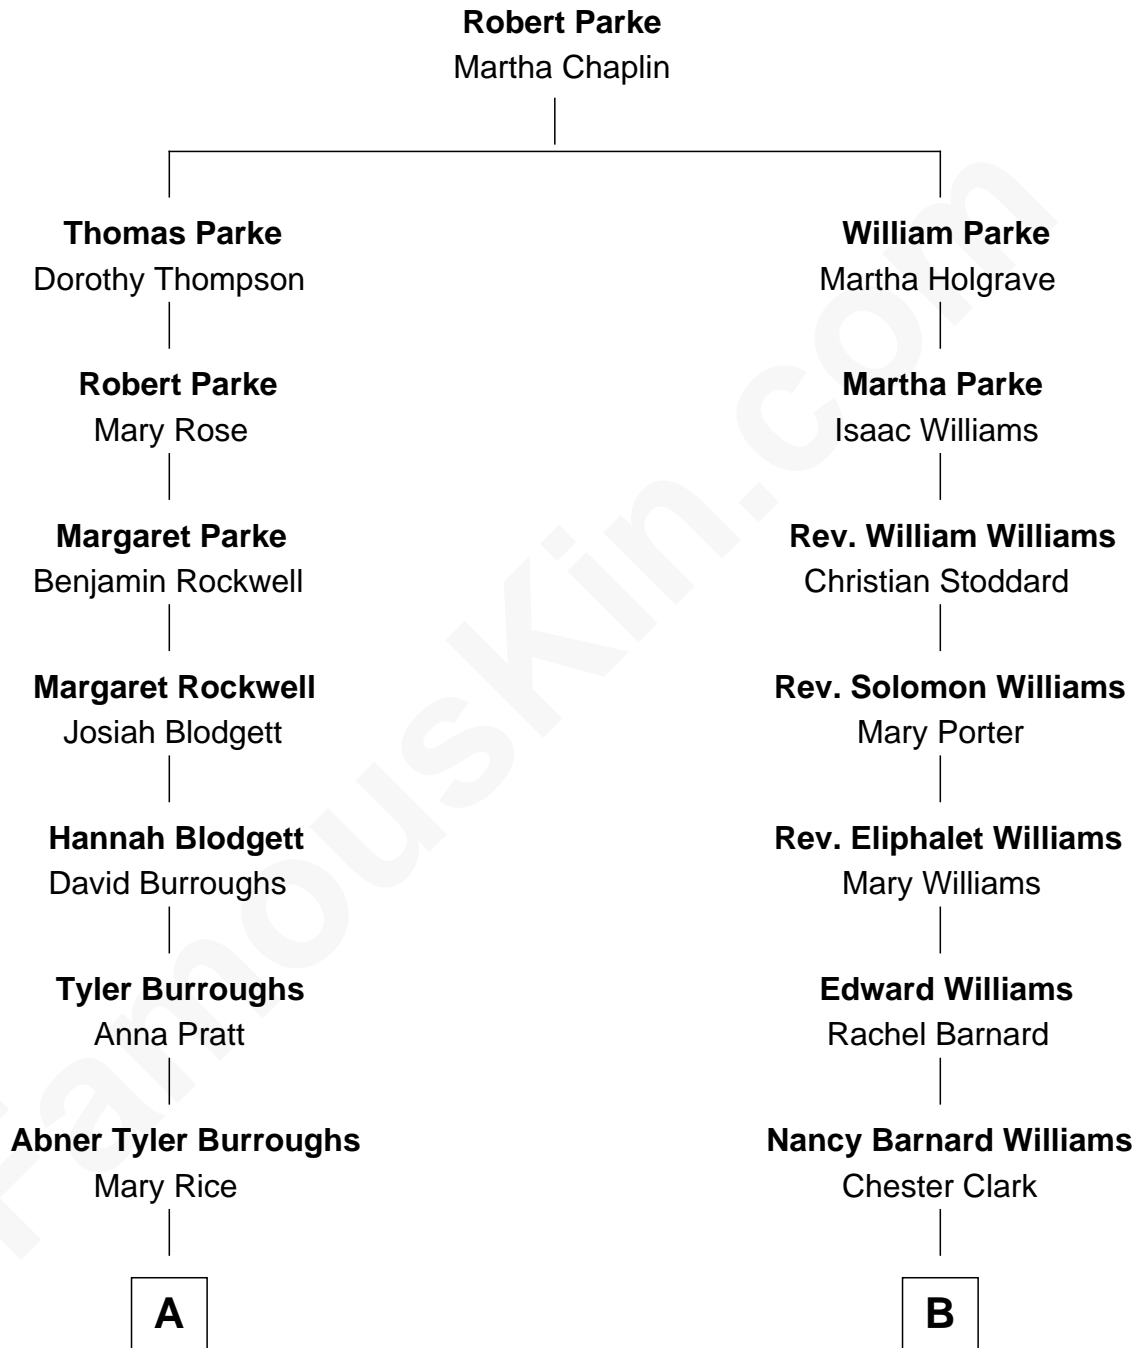 Robert Parke
Martha Chaplin
Thomas Parke
Dorothy Thompson
William Parke
Martha Holgrave
Robert Parke
Mary Rose
Martha Parke
Isaac Williams
Margaret Parke
Benjamin Rockwell
Rev. William Williams
Christian Stoddard
Margaret Rockwell
Josiah Blodgett
Rev. Solomon Williams
Mary Porter
Hannah Blodgett
David Burroughs
Rev. Eliphalet Williams
Mary Williams
Tyler Burroughs
Anna Pratt
Edward Williams
Rachel Barnard
Abner Tyler Burroughs
Mary Rice
Nancy Barnard Williams
Chester Clark
A
B
FamousKin.com